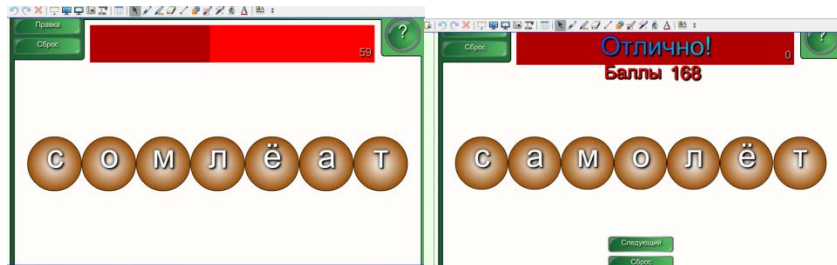 Правка
Сброс
59
?
с о м л ё а т
Сброс
Отлично!
0
?
Баллы 168
с а м о л ё т
Следующий
Сброс